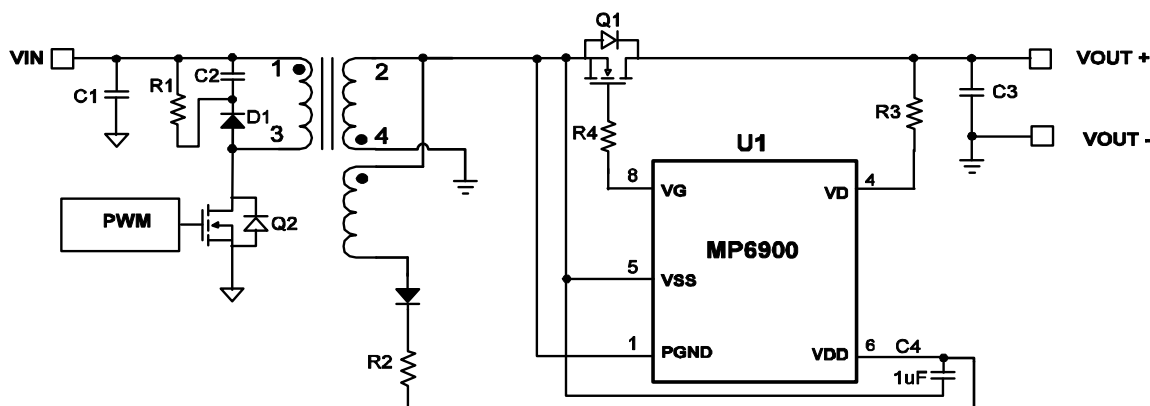 Q1
VIN
1
2
VOUT +
C2
R1
C1
D1
C3
R3
3
4
R4
VOUT -
U1
8
VG
VD
4
PWM
Q2
MP6900
5
VSS
1
PGND
VDD
6
C4
R2
1uF